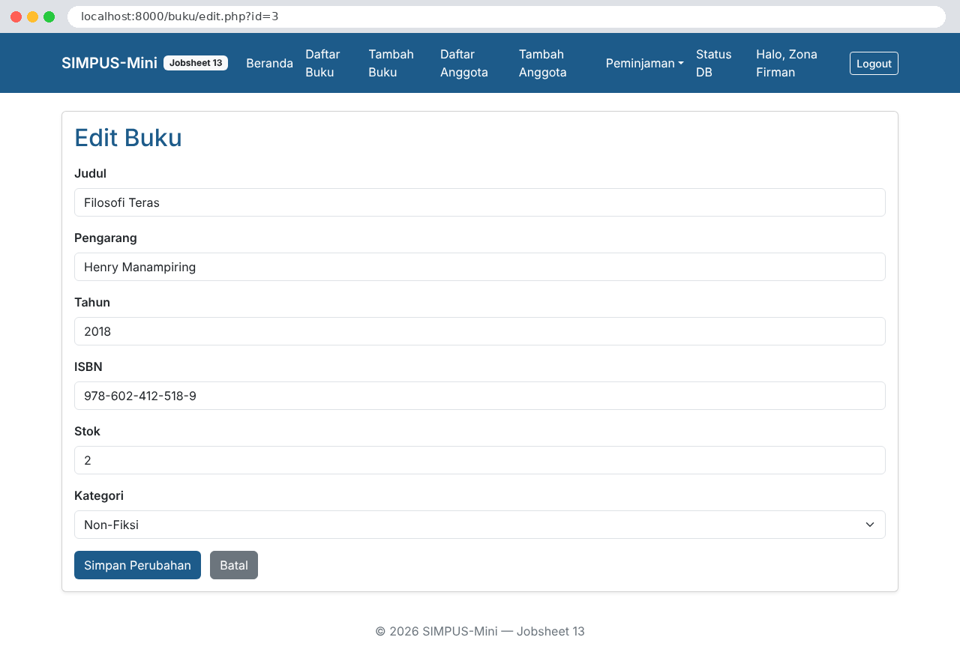 localhost:8000/buku/edit.php?id=3
SIMPUS-Mini Jobsheet 13 Beranda Daftar Buku Tambah Buku Daftar Anggota Tambah Anggota Peminjaman Status DB Halo, Zona Firman Logout
Edit Buku
Judul
Filosofi Teras
Pengarang
Henry Manampiring
Tahun
2018
ISBN
978-602-412-518-9
Stok
2
Kategori
Non-Fiksi
Simpan Perubahan Batal
© 2026 SIMPUS-Mini — Jobsheet 13